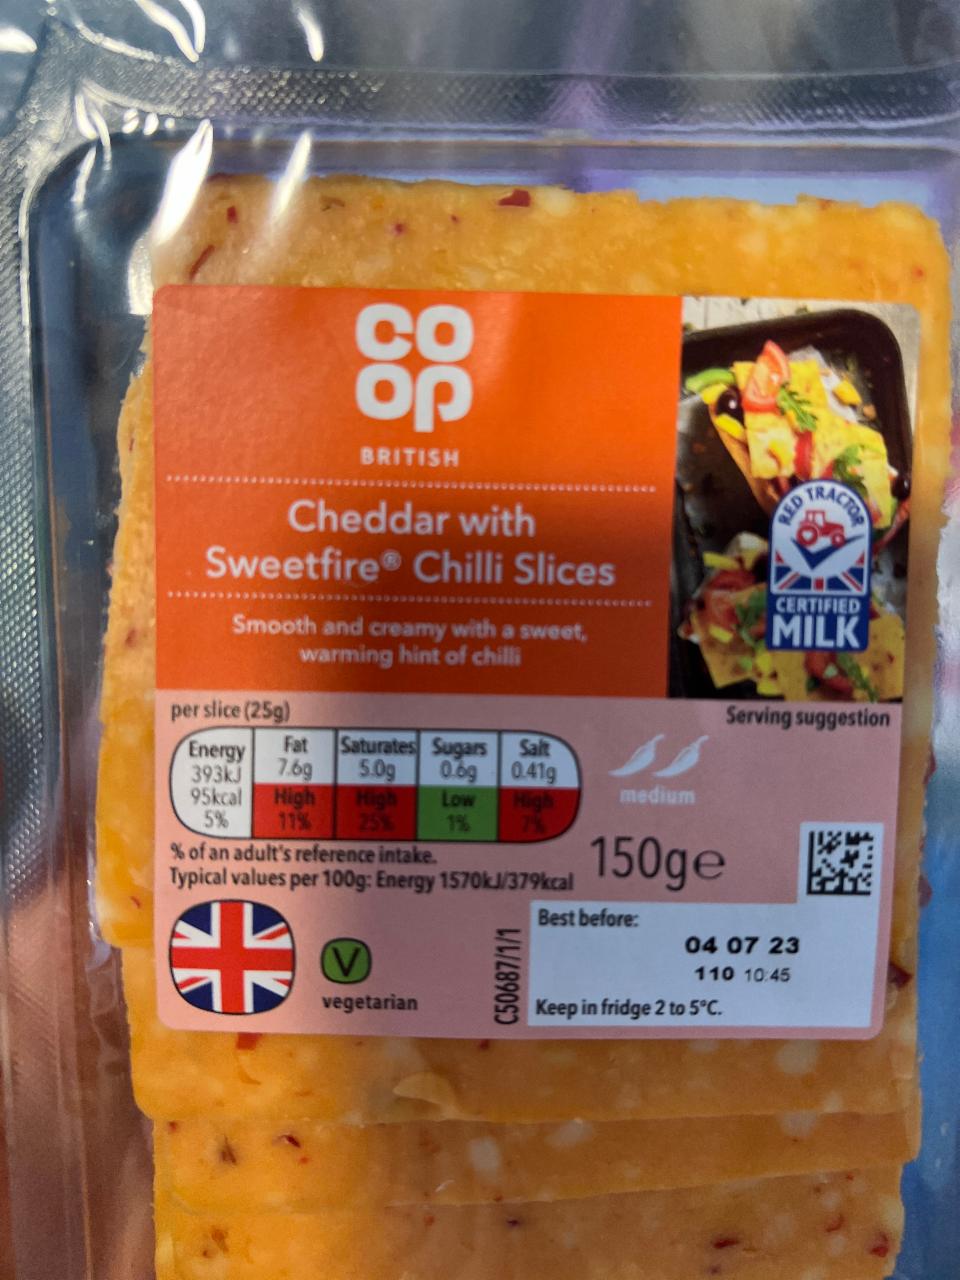 CO
OP
BRITISH
Cheddar with
Sweetfire® Chilli Slices
Smooth and creamy with a sweet,
warming hint of chilli
RED TRACTOR
CERTIFIED
MILK
per slice (25g)
Serving suggestion
Energy Fat Saturates Sugars Salt
393kJ 7.6g 5.0g 0.6g 0.41g
95kcal High High Low High
5% 11% 25% 1% 7%
medium
% of an adult's reference intake.
Typical values per 100g: Energy 1570kJ/379kcal
150g℮
V
vegetarian
C50687/1/1
Best before:
04 07 23
110 10:45
Keep in fridge 2 to 5°C.